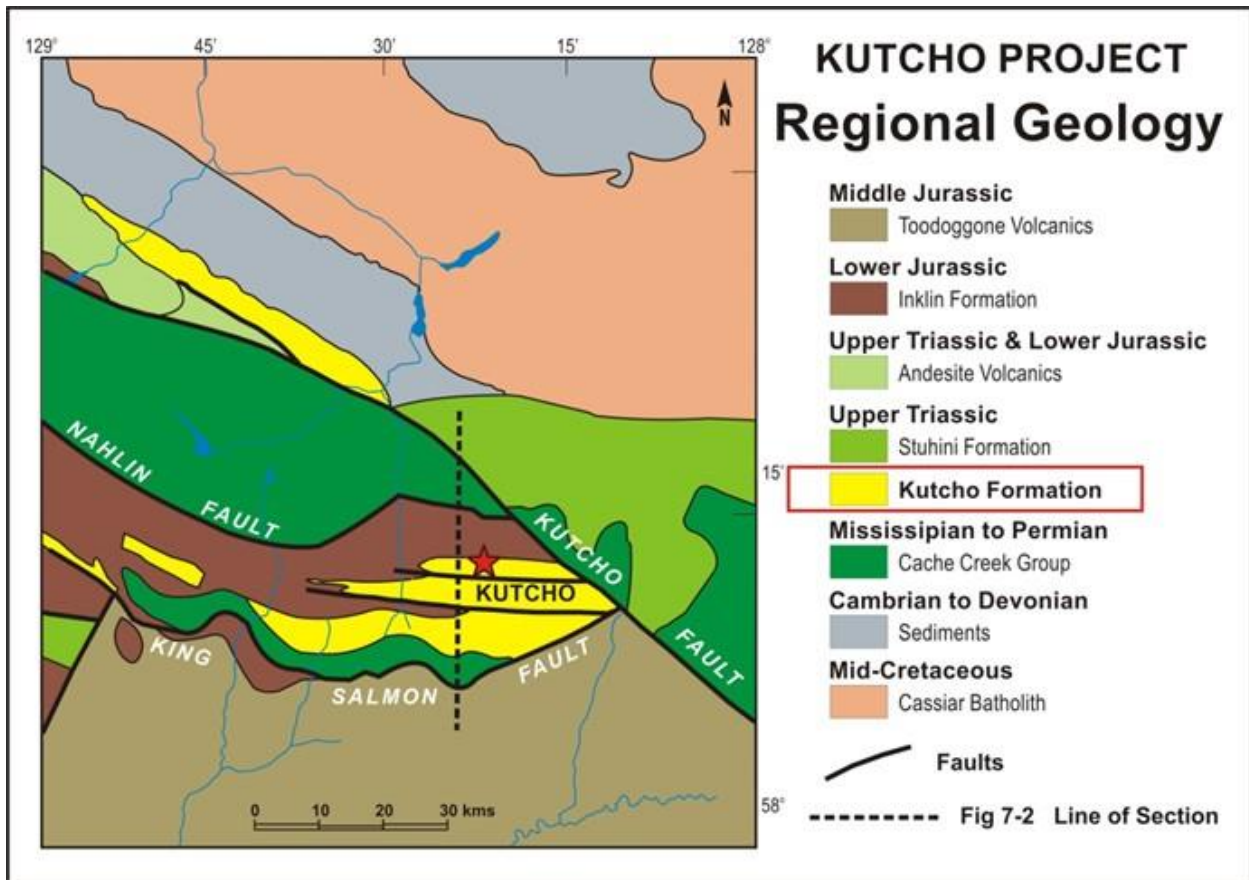 129°
45'
30'
15'
128°
N
NAHLIN
FAULT
KUTCHO
FAULT
KUTCHO
KING
SALMON
FAULT
15'
58°
0 10 20 30 kms
KUTCHO PROJECT
Regional Geology
Middle Jurassic
Toodoggone Volcanics
Lower Jurassic
Inklin Formation
Upper Triassic & Lower Jurassic
Andesite Volcanics
Upper Triassic
Stuhini Formation
Kutcho Formation
Mississipian to Permian
Cache Creek Group
Cambrian to Devonian
Sediments
Mid-Cretaceous
Cassiar Batholith
Faults
Fig 7-2 Line of Section